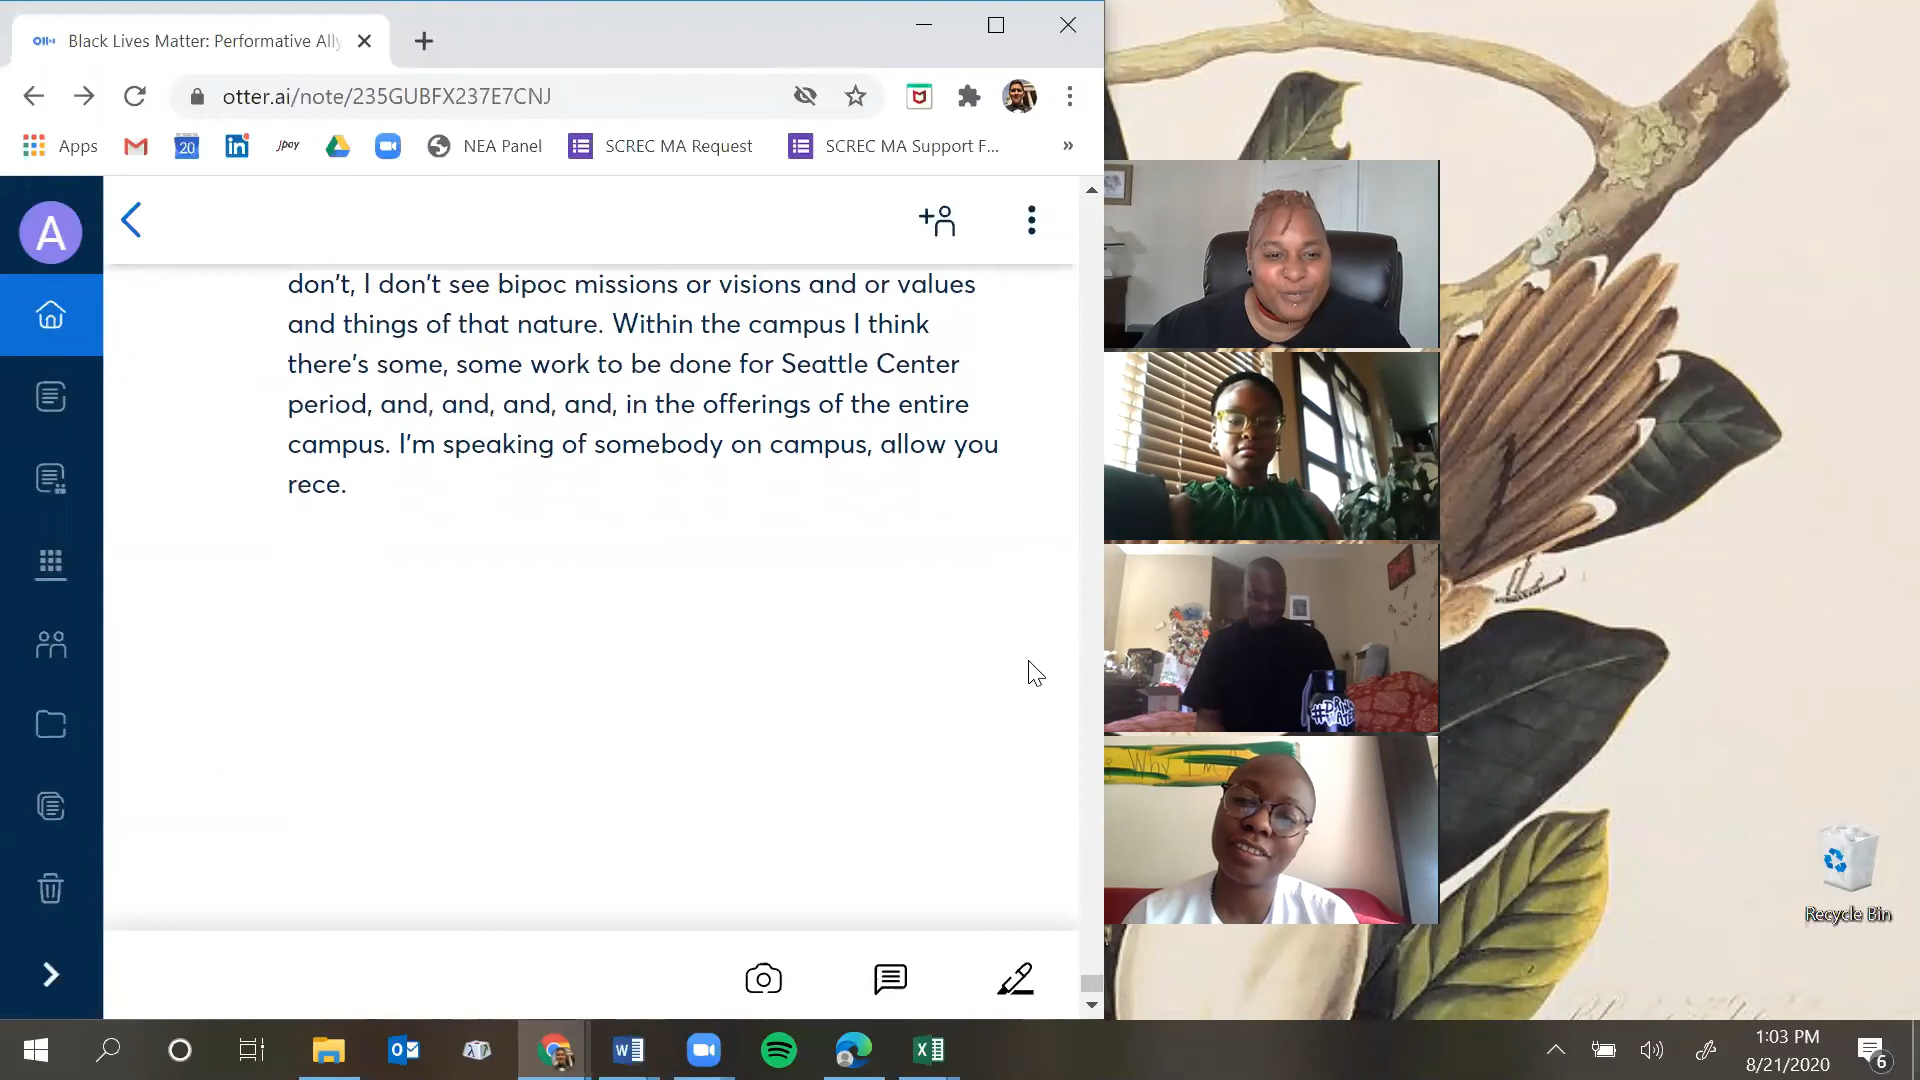 Black Lives Matter: Performative Ally
otter.ai/note/235GUBFX237E7CNJ
Apps
20
jpay
NEA Panel
SCREC MA Request
SCREC MA Support F...
»
A
don't, I don't see bipoc missions or visions and or values
and things of that nature. Within the campus I think
there's some, some work to be done for Seattle Center
period, and, and, and, and, in the offerings of the entire
campus. I'm speaking of somebody on campus, allow you
rece.
#DRINK
WATER
Why I'm
Recycle Bin
1:03 PM
8/21/2020
6